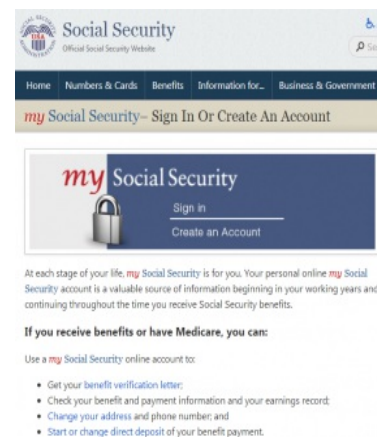 Social Security
Official Social Security Website
Home Numbers & Cards Benefits Information for... Business & Government
my Social Security– Sign In Or Create An Account
my Social Security
Sign in
Create an Account
At each stage of your life, my Social Security is for you. Your personal online my Social
Security account is a valuable source of information beginning in your working years and
continuing throughout the time you receive Social Security benefits.
If you receive benefits or have Medicare, you can:
Use a my Social Security online account to:
• Get your benefit verification letter;
• Check your benefit and payment information and your earnings record;
• Change your address and phone number; and
• Start or change direct deposit of your benefit payment.